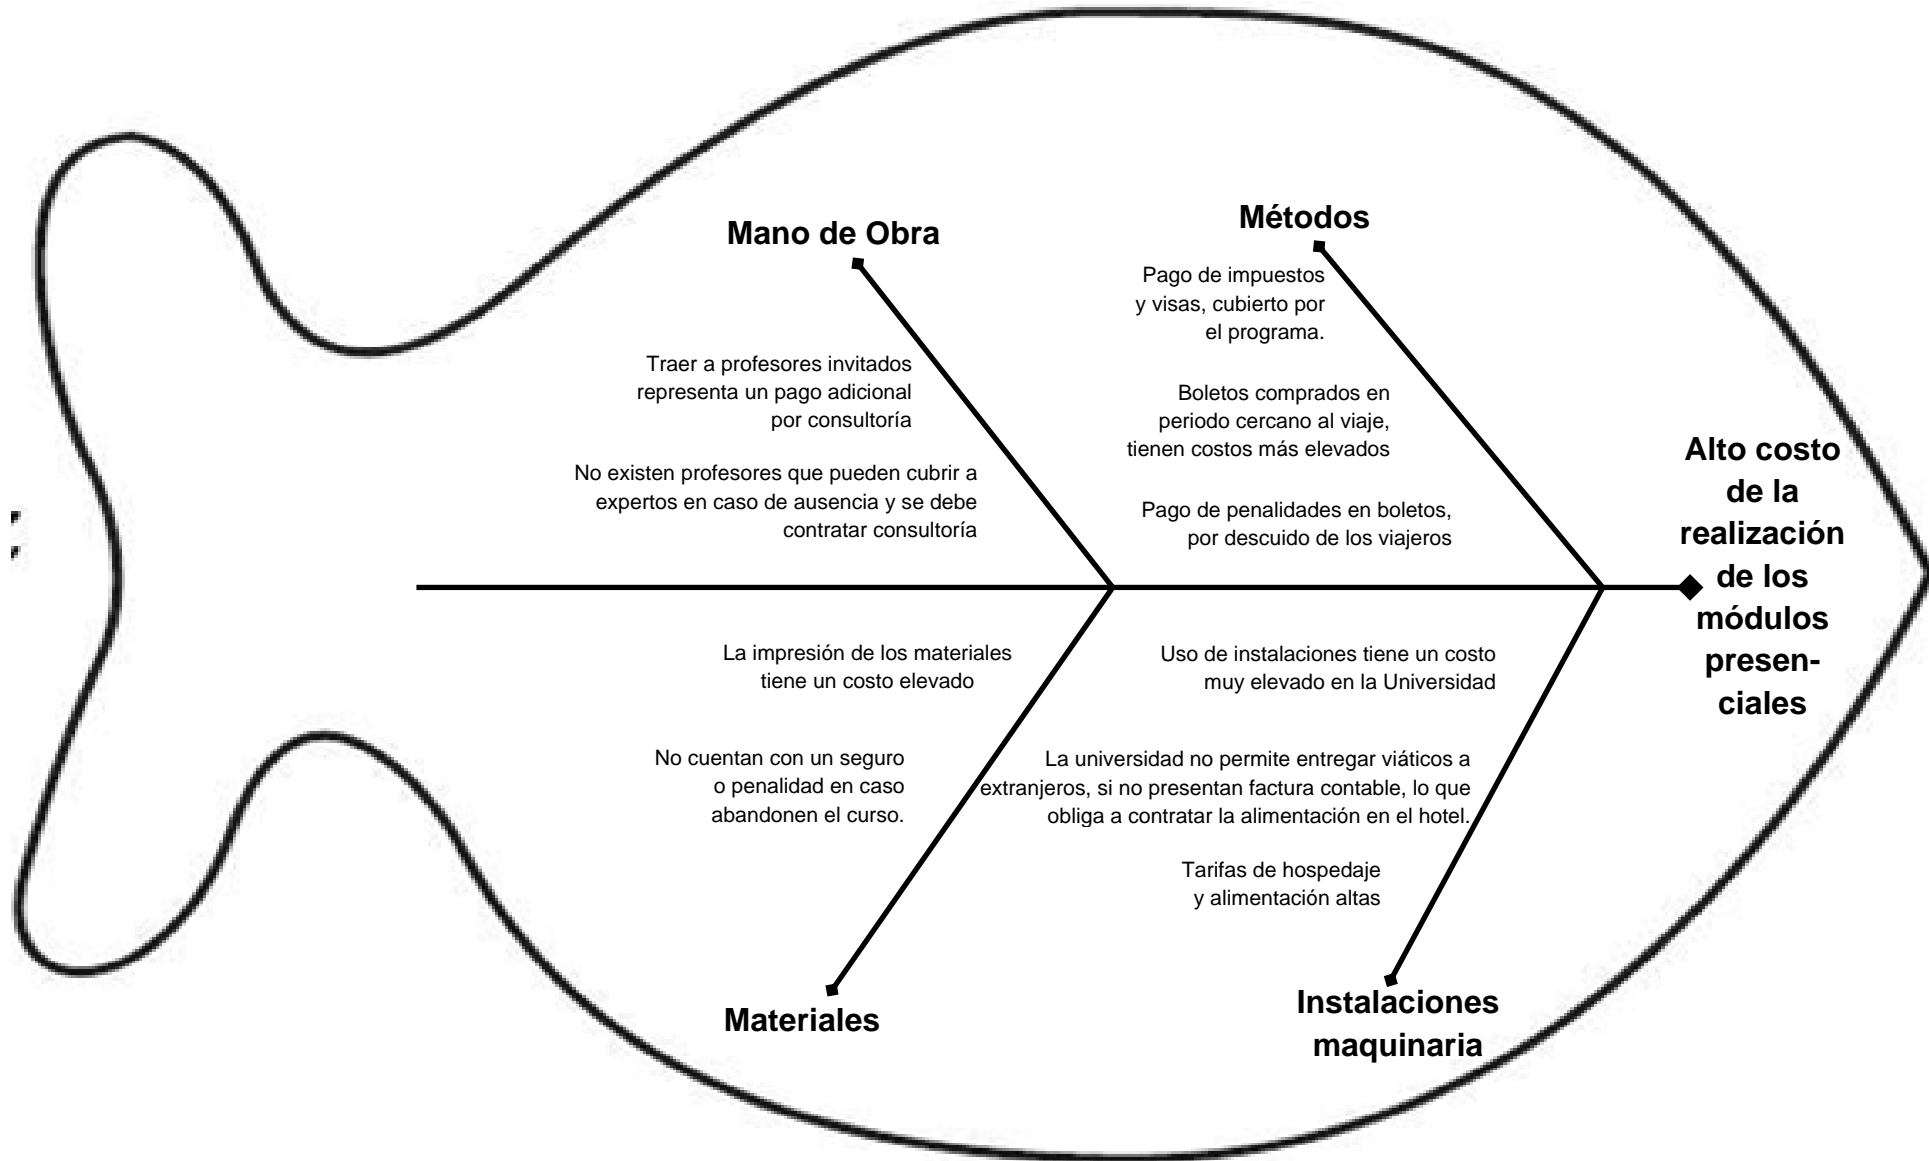 Mano de Obra
Métodos
Pago de impuestos
y visas, cubierto por
el programa.
Traer a profesores invitados
representa un pago adicional
por consultoría
Boletos comprados en
periodo cercano al viaje,
tienen costos más elevados
No existen profesores que pueden cubrir a
expertos en caso de ausencia y se debe
contratar consultoría
Pago de penalidades en boletos,
por descuido de los viajeros
Alto costo
de la
realización
de los
módulos
presen-
ciales
La impresión de los materiales
tiene un costo elevado
Uso de instalaciones tiene un costo
muy elevado en la Universidad
No cuentan con un seguro
o penalidad en caso
abandonen el curso.
La universidad no permite entregar viáticos a
extranjeros, si no presentan factura contable, lo que
obliga a contratar la alimentación en el hotel.
Tarifas de hospedaje
y alimentación altas
Materiales
Instalaciones
maquinaria